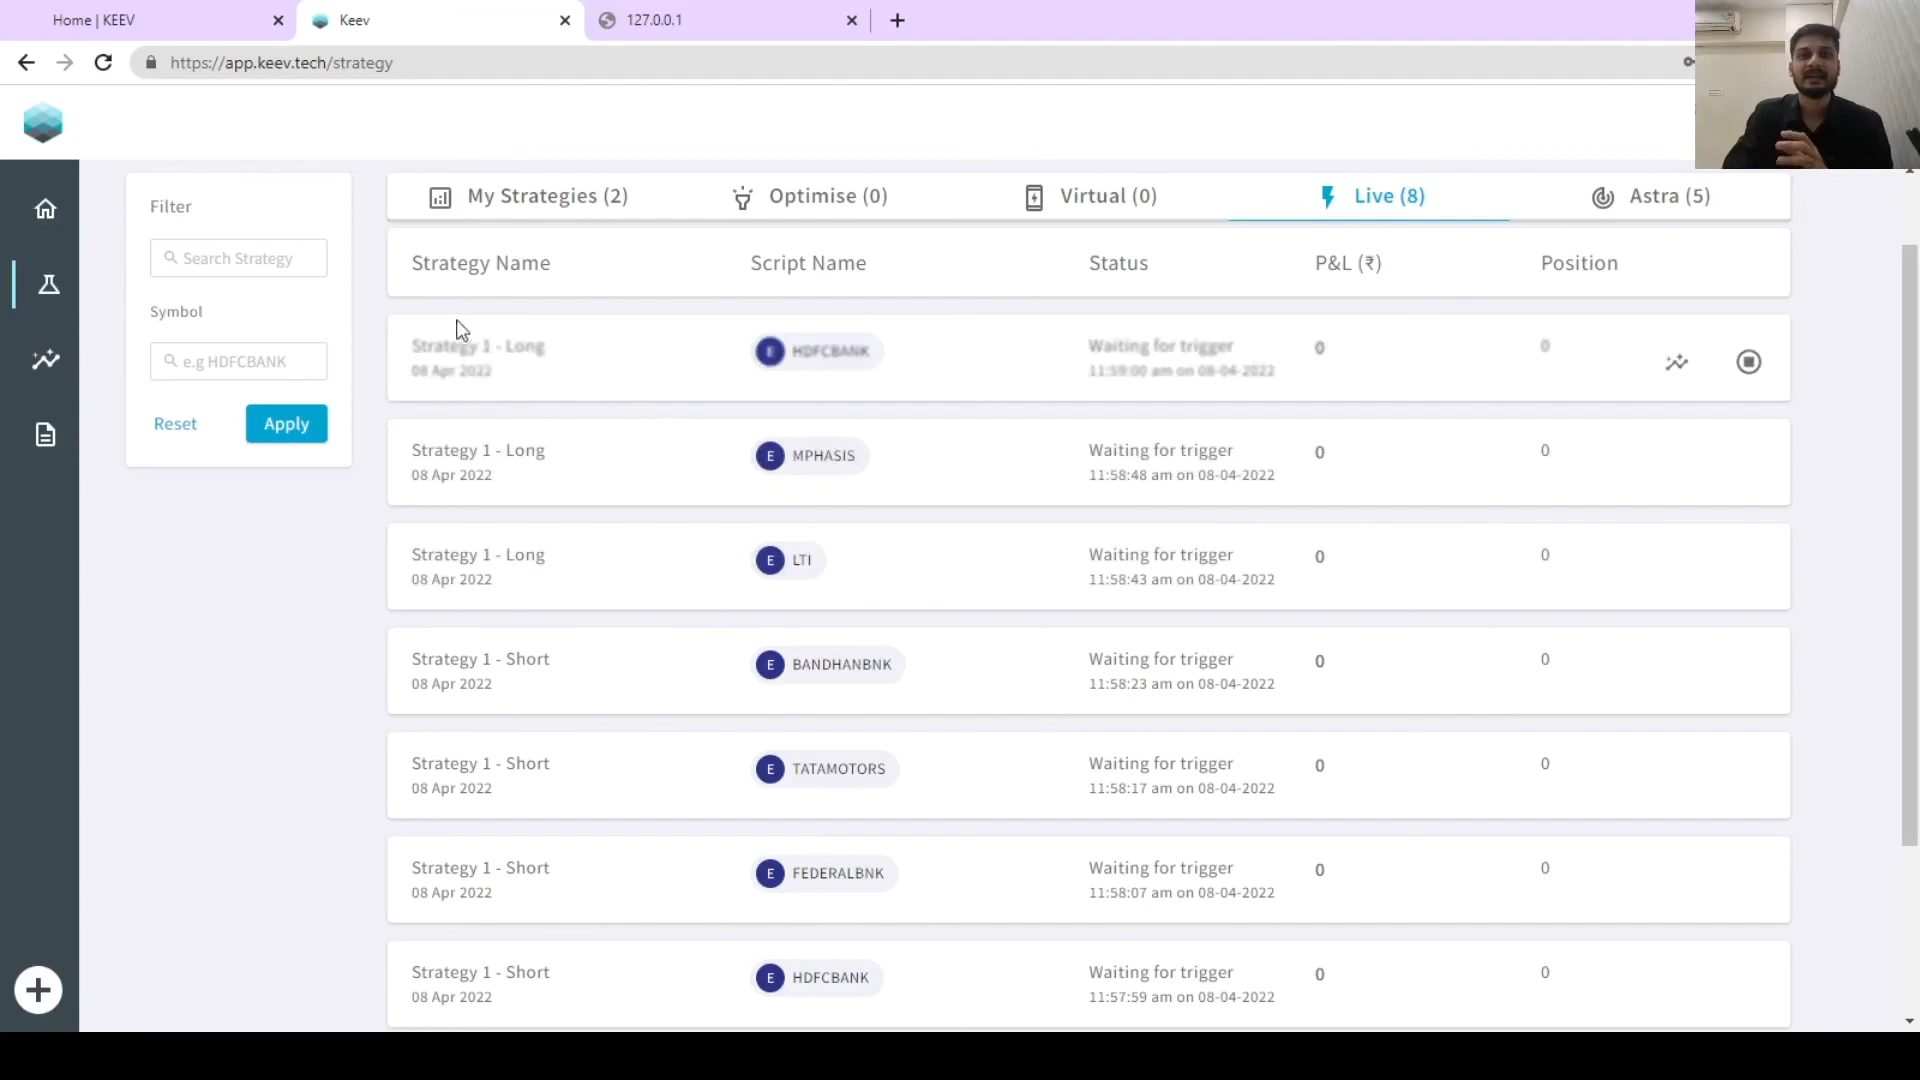 Home | KEEV
Keev
127.0.0.1
https://app.keev.tech/strategy
Filter
Search Strategy
Symbol
e.g HDFCBANK
Reset
Apply
My Strategies (2)
Optimise (0)
Virtual (0)
Live (8)
Astra (5)
Strategy Name
Script Name
Status
P&L (₹)
Position
Strategy 1 - Long
08 Apr 2022
E HDFCBANK
Waiting for trigger
11:59:00 am on 08-04-2022
0
0
Strategy 1 - Long
08 Apr 2022
E MPHASIS
Waiting for trigger
11:58:48 am on 08-04-2022
0
0
Strategy 1 - Long
08 Apr 2022
E LTI
Waiting for trigger
11:58:43 am on 08-04-2022
0
0
Strategy 1 - Short
08 Apr 2022
E BANDHANBNK
Waiting for trigger
11:58:23 am on 08-04-2022
0
0
Strategy 1 - Short
08 Apr 2022
E TATAMOTORS
Waiting for trigger
11:58:17 am on 08-04-2022
0
0
Strategy 1 - Short
08 Apr 2022
E FEDERALBNK
Waiting for trigger
11:58:07 am on 08-04-2022
0
0
Strategy 1 - Short
08 Apr 2022
E HDFCBANK
Waiting for trigger
11:57:59 am on 08-04-2022
0
0